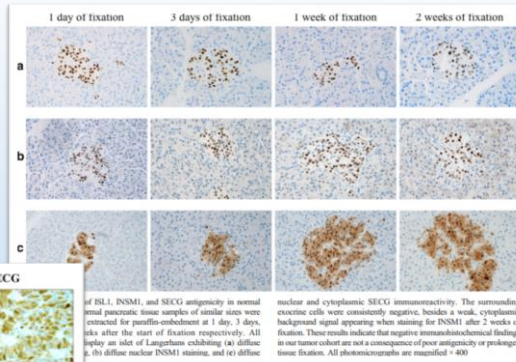 1 day of fixation
3 days of fixation
1 week of fixation
2 weeks of fixation
a
b
c
ECG
of ISL1, INSM1, and SECG antigenicity in normal
rmal pancreatic tissue samples of similar sizes were
extracted for paraffin-embedment at 1 day, 3 days,
eks after the start of fixation respectively. All
isplay an islet of Langerhans exhibiting (a) diffuse
g, (b) diffuse nuclear INSM1 staining, and (c) diffuse
nuclear and cytoplasmic SECG immunoreactivity. The surroundin
exocrine cells were consistently negative, besides a weak, cytoplasm
background signal appearing when staining for INSM1 after 2 weeks o
fixation. These results indicate that negative immunohistochemical finding
in our tumor cohort are not a consequence of poor antigenicity or prolonge
tissue fixation. All photomicrographs are magnified × 400